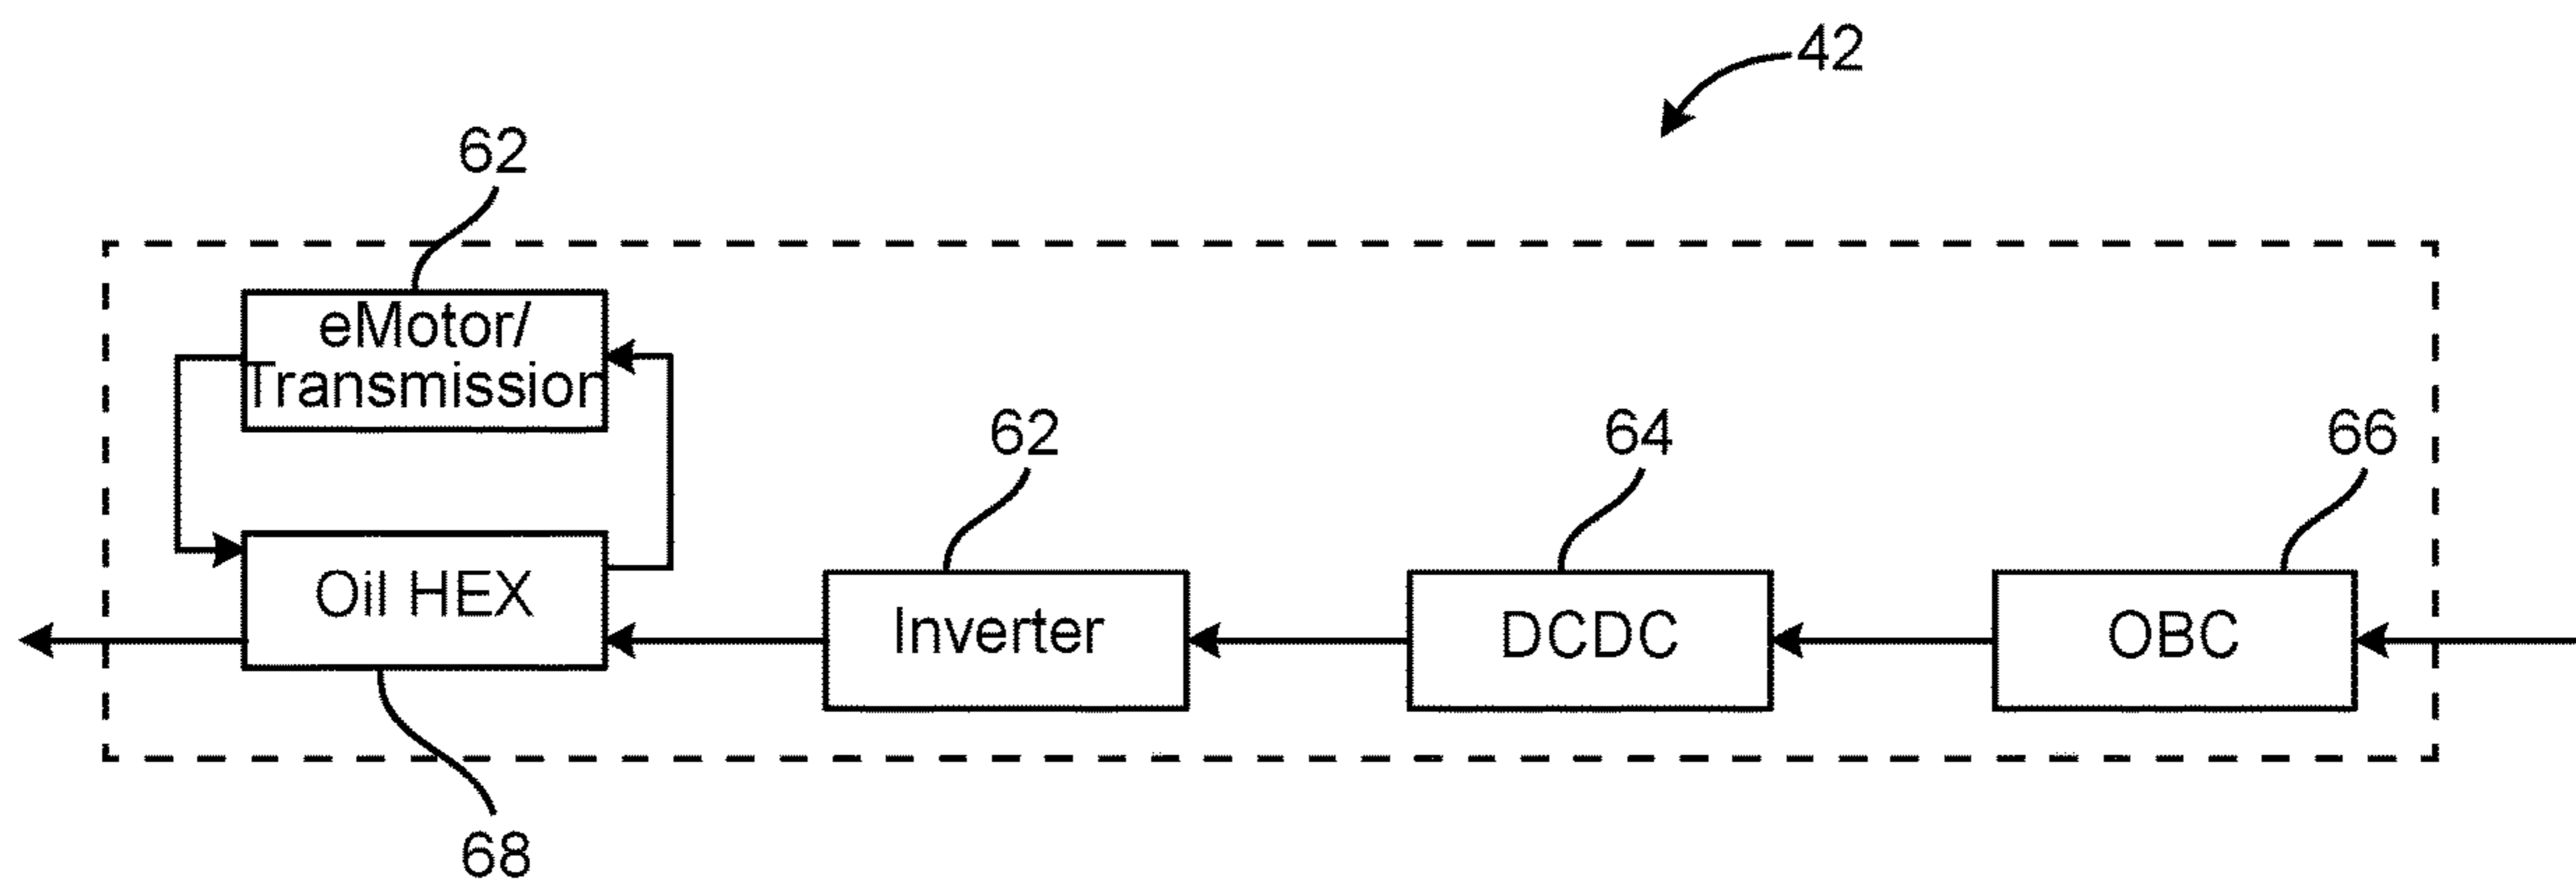 42
62
eMotor/
Transmission
62
64
66
Oil HEX
Inverter
DCDC
OBC
68